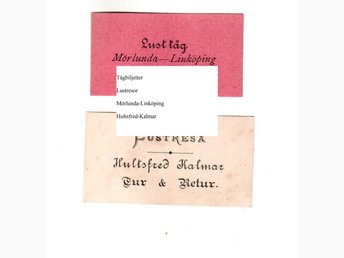 Lust tåg
Mörlunda—Linköping
Tågbiljetter
Lustresor
Mörlunda-Linköping
Hultsfred-Kalmar
LUSTRESA
Hultsfred Kalmar
Tur & Retur.